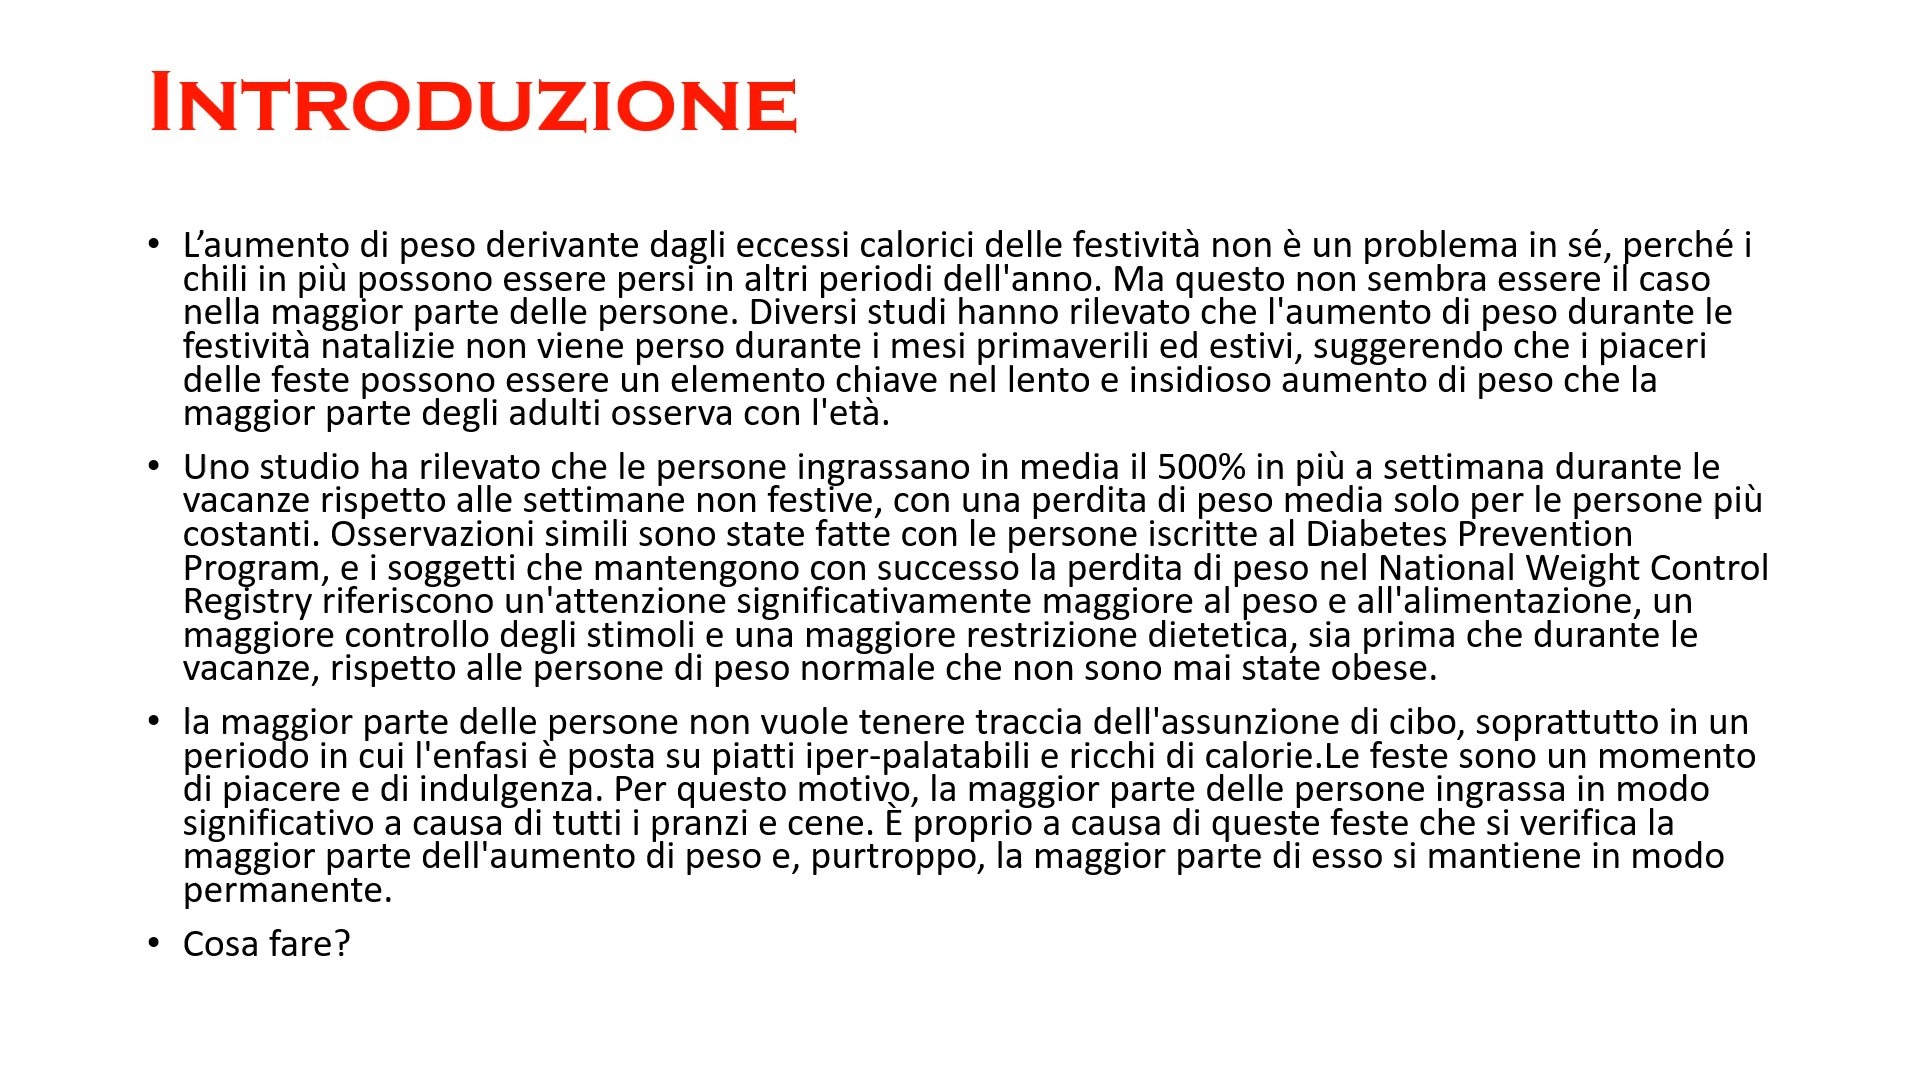 Introduzione
• L’aumento di peso derivante dagli eccessi calorici delle festività non è un problema in sé, perché i
chili in più possono essere persi in altri periodi dell'anno. Ma questo non sembra essere il caso
nella maggior parte delle persone. Diversi studi hanno rilevato che l'aumento di peso durante le
festività natalizie non viene perso durante i mesi primaverili ed estivi, suggerendo che i piaceri
delle feste possono essere un elemento chiave nel lento e insidioso aumento di peso che la
maggior parte degli adulti osserva con l'età.
• Uno studio ha rilevato che le persone ingrassano in media il 500% in più a settimana durante le
vacanze rispetto alle settimane non festive, con una perdita di peso media solo per le persone più
costanti. Osservazioni simili sono state fatte con le persone iscritte al Diabetes Prevention
Program, e i soggetti che mantengono con successo la perdita di peso nel National Weight Control
Registry riferiscono un'attenzione significativamente maggiore al peso e all'alimentazione, un
maggiore controllo degli stimoli e una maggiore restrizione dietetica, sia prima che durante le
vacanze, rispetto alle persone di peso normale che non sono mai state obese.
• la maggior parte delle persone non vuole tenere traccia dell'assunzione di cibo, soprattutto in un
periodo in cui l'enfasi è posta su piatti iper-palatabili e ricchi di calorie.Le feste sono un momento
di piacere e di indulgenza. Per questo motivo, la maggior parte delle persone ingrassa in modo
significativo a causa di tutti i pranzi e cene. È proprio a causa di queste feste che si verifica la
maggior parte dell'aumento di peso e, purtroppo, la maggior parte di esso si mantiene in modo
permanente.
• Cosa fare?